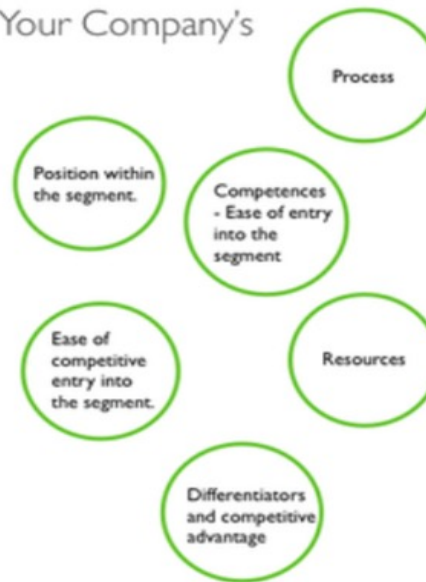 Your Company's
Process
Position within
the segment.
Competences
- Ease of entry
into the
segment
Ease of
competitive
entry into
the segment.
Resources
Differentiators
and competitive
advantage